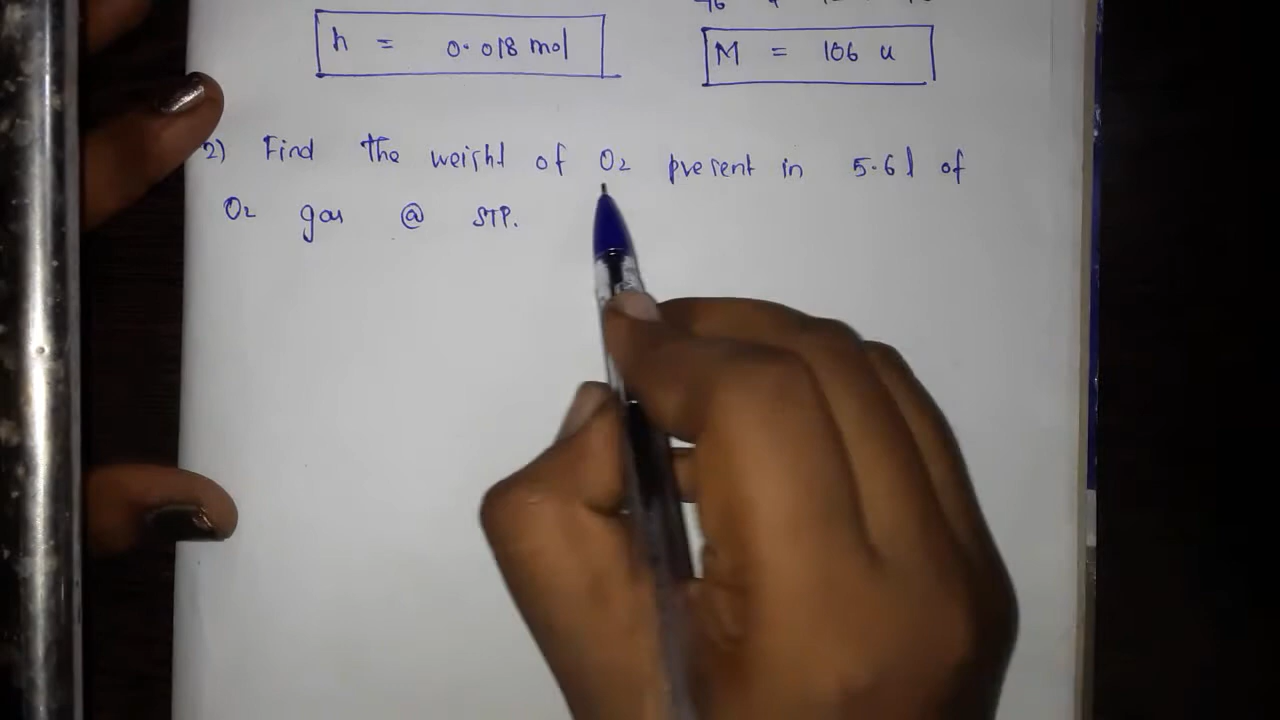 n = 0.018 mol
M = 106 u
2) Find the weight of O₂ present in 5.6 l of
O₂ gas @ STP.